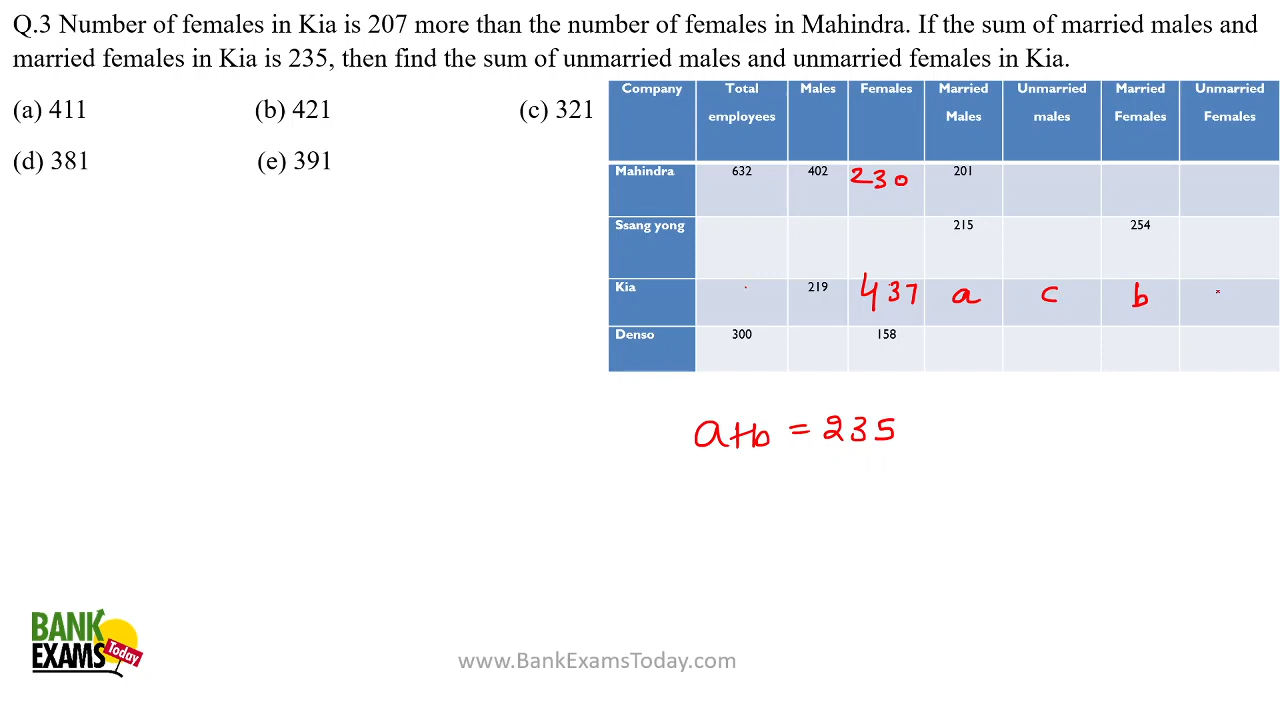 Q.3 Number of females in Kia is 207 more than the number of females in Mahindra. If the sum of married males and
married females in Kia is 235, then find the sum of unmarried males and unmarried females in Kia.
(a) 411 (b) 421 (c) 321
(d) 381 (e) 391
Company Total employees Males Females Married Males Unmarried males Married Females Unmarried Females
Mahindra 632 402 230 201
Ssang yong 215 254
Kia 219 437 a c b
Denso 300 158
a+b = 235
BANK
EXAMS Today
www.BankExamsToday.com